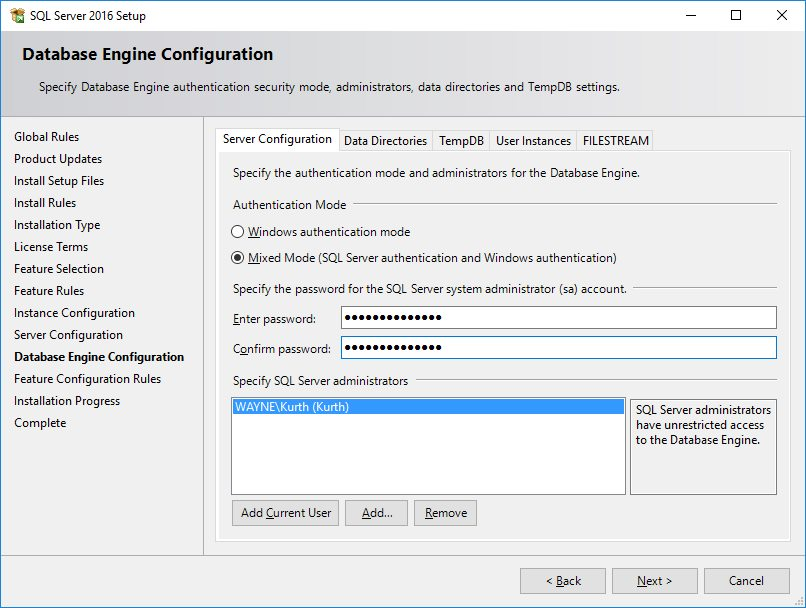 SQL Server 2016 Setup
Database Engine Configuration
Specify Database Engine authentication security mode, administrators, data directories and TempDB settings.
Global Rules
Product Updates
Install Setup Files
Install Rules
Installation Type
License Terms
Feature Selection
Feature Rules
Instance Configuration
Server Configuration
Database Engine Configuration
Feature Configuration Rules
Installation Progress
Complete
Server Configuration Data Directories TempDB User Instances FILESTREAM
Specify the authentication mode and administrators for the Database Engine.
Authentication Mode
Windows authentication mode
Mixed Mode (SQL Server authentication and Windows authentication)
Specify the password for the SQL Server system administrator (sa) account.
Enter password: ●●●●●●●●●●●●●●
Confirm password: ●●●●●●●●●●●●●●
Specify SQL Server administrators
WAYNE\Kurth (Kurth)
SQL Server administrators
have unrestricted access
to the Database Engine.
Add Current User Add... Remove
< Back Next > Cancel